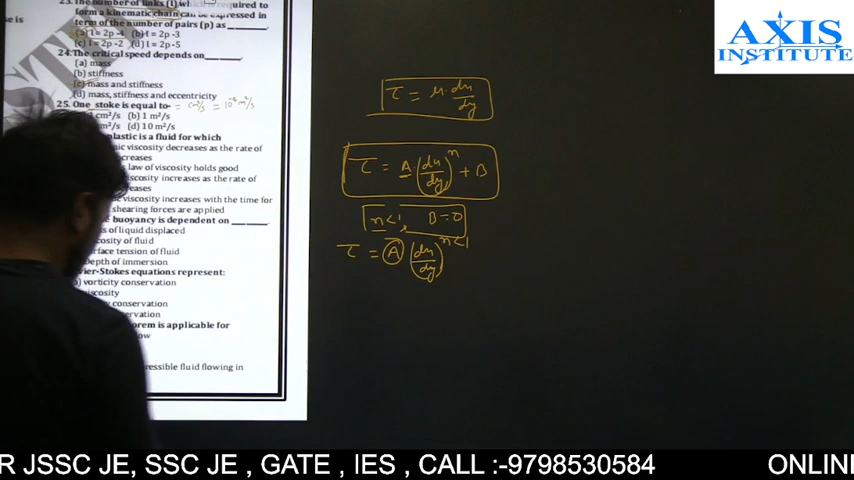 23. The number of links (l) which is required to
form a kinematic chain can be expressed in
term of the number of pairs (p) as
(a) l = 2p -4 (b) l = 2p -3
(c) l = 2p -2 (d) l = 2p -5
24. The critical speed depends on
(a) mass
(b) stiffness
(c) mass and stiffness
(d) mass, stiffness and eccentricity
25. One stoke is equal to- = cm²/s = 10⁻⁴ m²/s
cm²/s (b) 1 m²/s
m²/s (d) 10 m²/s
plastic is a fluid for which
viscosity decreases as the rate of
creases
law of viscosity holds good
viscosity increases as the rate of
eases
viscosity increases with the time for
shearing forces are applied
buoyancy is dependent on
s of liquid displaced
cosity of fluid
rface tension of fluid
depth of immersion
vier-Stokes equations represent:
a) vorticity conservation
viscosity
conservation
ervation
orem is applicable for
ow
ressible fluid flowing in
τ = μ. du/dy
τ = A. (du/dy)^n + B
n<1, B=0
τ = A (du/dy)^n<1
AXIS
INSTITUTE
R JSSC JE, SSC JE , GATE , IES , CALL :-9798530584
ONLIN